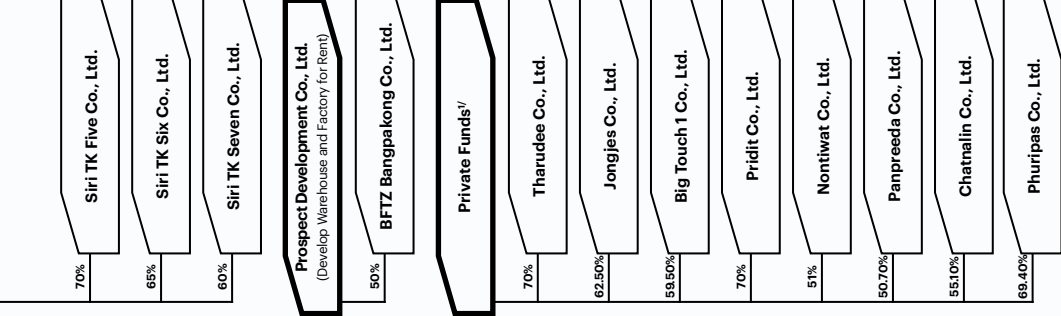 Siri TK Five Co., Ltd.
70%
Siri TK Six Co., Ltd.
65%
Siri TK Seven Co., Ltd.
60%
Prospect Development Co., Ltd.
(Develop Warehouse and Factory for Rent)
BFTZ Bangpakong Co., Ltd.
50%
Private Funds1/
Tharudee Co., Ltd.
70%
Jongjes Co., Ltd.
62.50%
Big Touch 1 Co., Ltd.
59.50%
Pridit Co., Ltd.
70%
Nontiwat Co., Ltd.
51%
Panpreeda Co., Ltd.
50.70%
Chatnalin Co., Ltd.
55.10%
Phuripas Co., Ltd.
69.40%